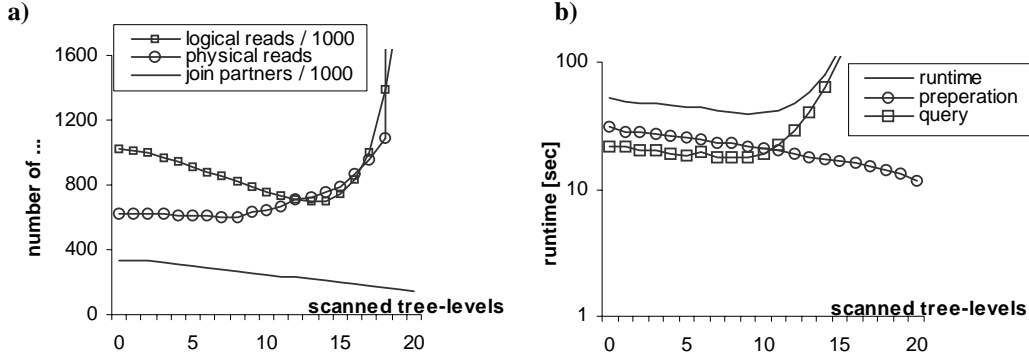 a)
logical reads / 1000
physical reads
join partners / 1000
number of ...
1600
1200
800
400
0
scanned tree-levels
0 5 10 15 20
b)
runtime
preperation
query
runtime [sec]
100
10
1
scanned tree-levels
0 5 10 15 20